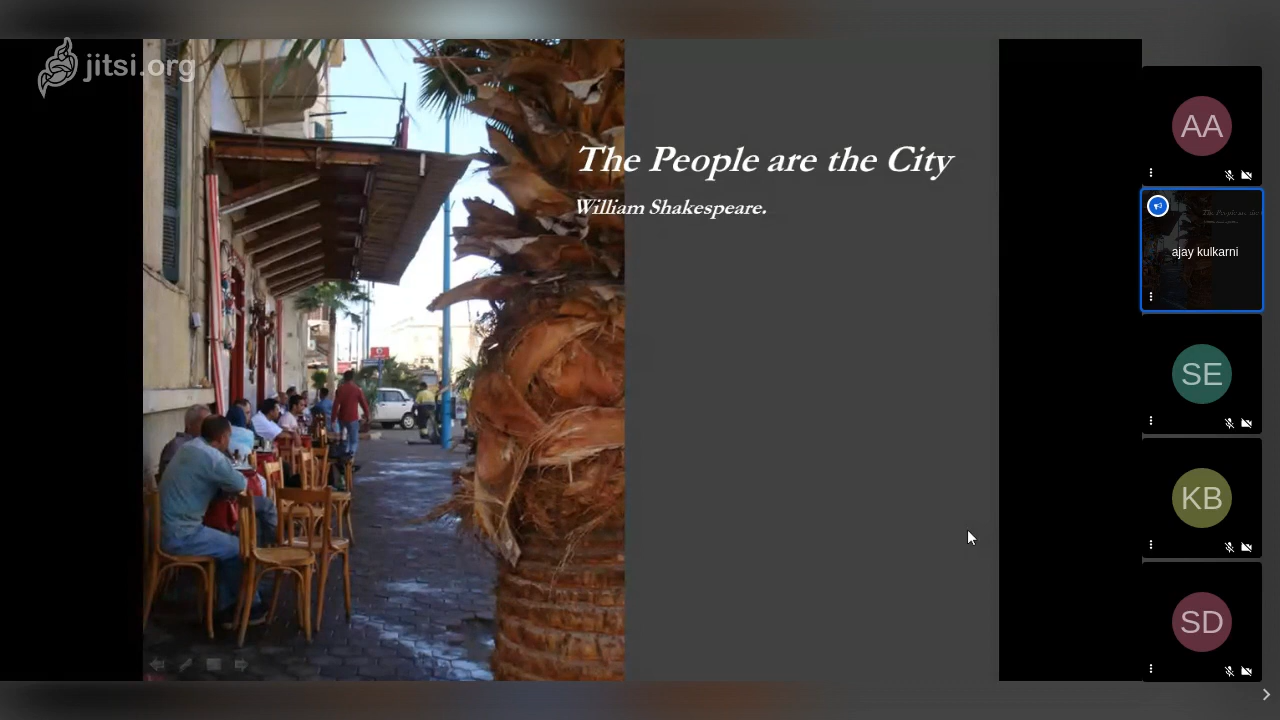 jitsi.org
The People are the City
William Shakespeare.
AA
ajay kulkarni
SE
KB
SD